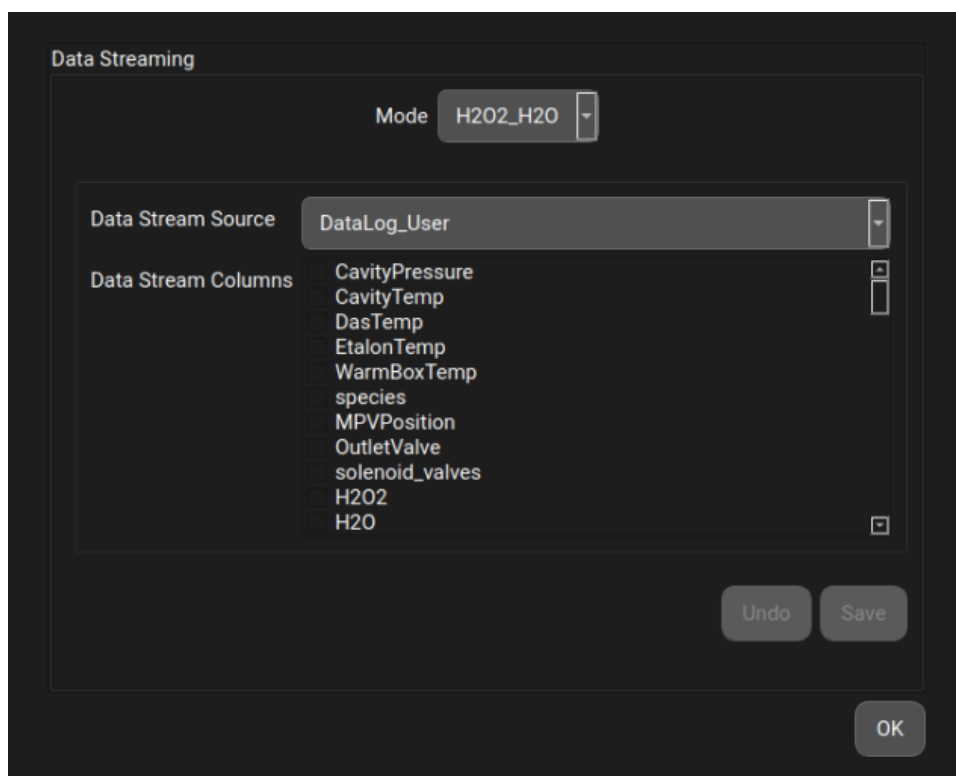 Data Streaming
Mode H2O2_H2O
Data Stream Source DataLog_User
Data Stream Columns
CavityPressure
CavityTemp
DasTemp
EtalonTemp
WarmBoxTemp
species
MPVPosition
OutletValve
solenoid_valves
H2O2
H2O
Undo Save
OK